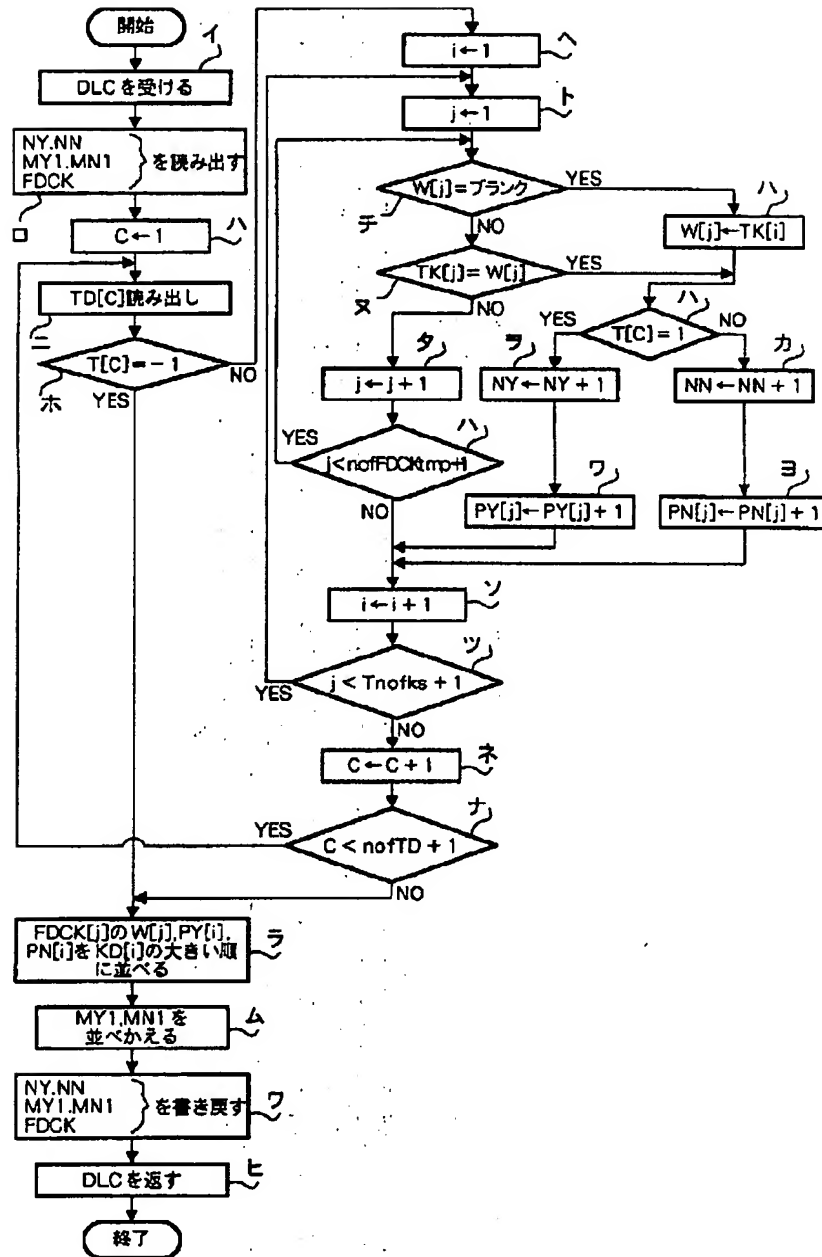 開始
イ
DLCを受ける
NY.NN
MY1.MN1
FDCK
を読み出す
ロ
C←1
ハ
TD[C]読み出し
ニ
T[C]=-1
ホ
NO
YES
i←1
ヘ
j←1
ト
W[j]=ブランク
チ
YES
NO
W[j]←TK[i]
ハ
TK[j]=W[j]
ヌ
YES
NO
T[C]=1
ハ
YES
NO
j←j+1
タ
NY←NY+1
ヲ
NN←NN+1
カ
j<nofFDCKtmp+1
ハ
YES
NO
PY[j]←PY[j]+1
ワ
PN[j]←PN[j]+1
ヨ
i←i+1
ソ
j<Tnofks+1
ツ
YES
NO
C←C+1
ネ
C<nofTD+1
ナ
YES
NO
FDCK[j]のW[j],PY[i],
PN[i]をKD[i]の大きい順
に並べる
ラ
MY1,MN1を
並べかえる
ム
NY.NN
MY1.MN1
FDCK
を書き戻す
ワ
DLCを返す
ヒ
終了